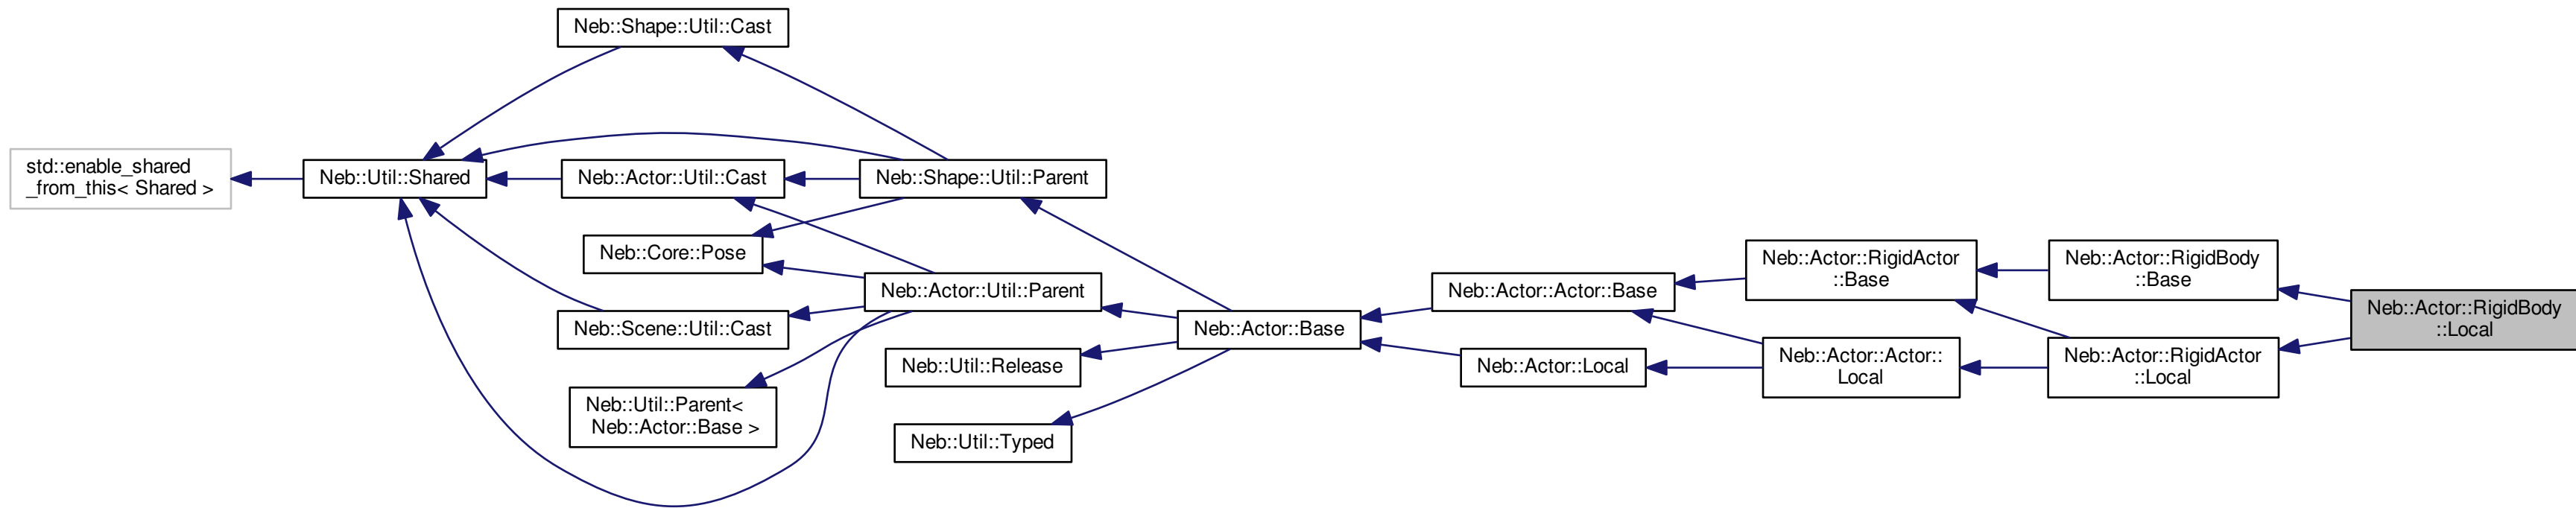 Neb::Shape::Util::Cast
std::enable_shared
_from_this< Shared >
Neb::Util::Shared
Neb::Actor::Util::Cast
Neb::Shape::Util::Parent
Neb::Core::Pose
Neb::Actor::Util::Parent
Neb::Scene::Util::Cast
Neb::Util::Parent<
Neb::Actor::Base >
Neb::Util::Release
Neb::Util::Typed
Neb::Actor::Base
Neb::Actor::Actor::Base
Neb::Actor::Local
Neb::Actor::RigidActor
::Base
Neb::Actor::Actor::
Local
Neb::Actor::RigidBody
::Base
Neb::Actor::RigidActor
::Local
Neb::Actor::RigidBody
::Local